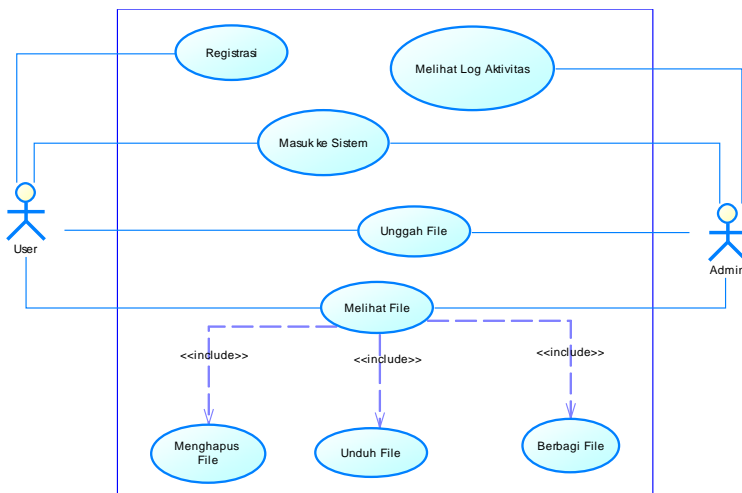 Registrasi
Melihat Log Aktivitas
Masuk ke Sistem
Unggah File
User
Admin
Melihat File
<<include>>
<<include>>
<<include>>
Menghapus
File
Unduh File
Berbagi File